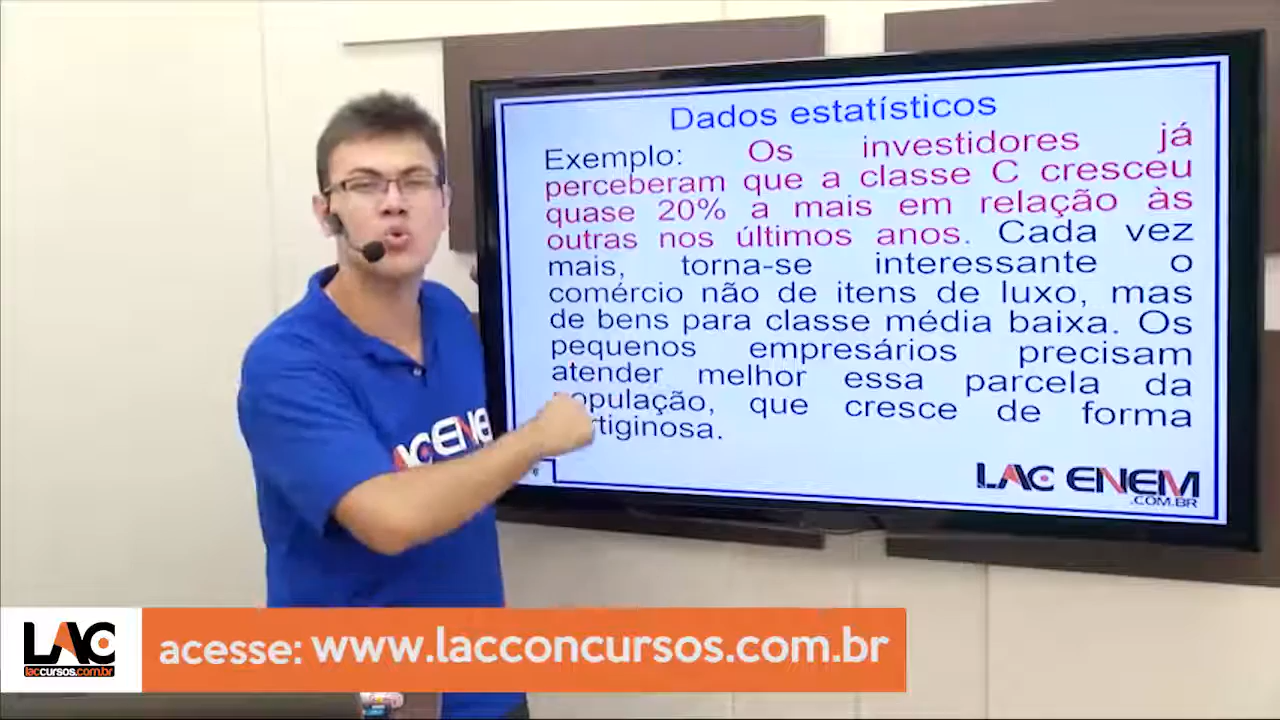 Dados estatísticos
Exemplo: Os investidores já
perceberam que a classe C cresceu
quase 20% a mais em relação às
outras nos últimos anos. Cada vez
mais, torna-se interessante o
comércio não de itens de luxo, mas
de bens para classe média baixa. Os
pequenos empresários precisam
atender melhor essa parcela da
população, que cresce de forma
rtiginosa.
LAC ENEM
.COM.BR
LAC ENEM
LAC
laccursos.com.br
acesse: www.lacconcursos.com.br